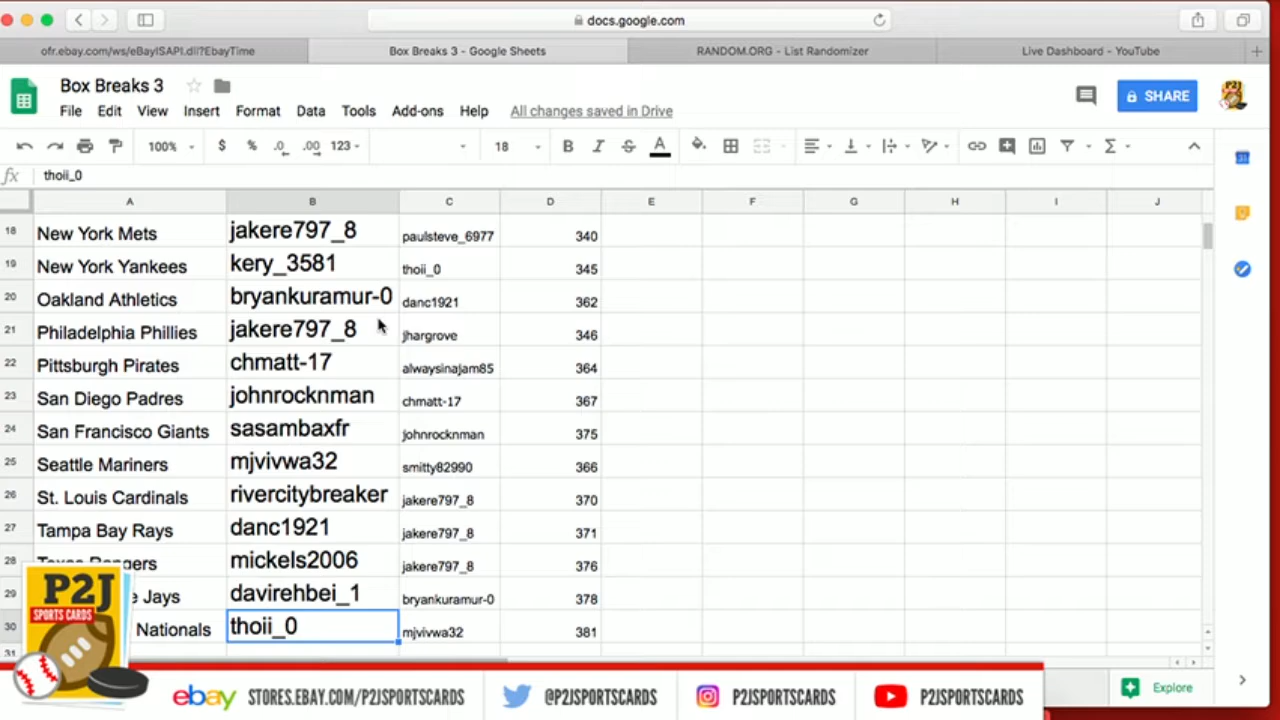 docs.google.com
ofr.ebay.com/ws/eBayISAPI.dll?EbayTime
Box Breaks 3 - Google Sheets
RANDOM.ORG - List Randomizer
Live Dashboard - YouTube
Box Breaks 3
File Edit View Insert Format Data Tools Add-ons Help All changes saved in Drive
SHARE
100% $ % .0 .00 123 18 B I S A
fx thoii_0
A B C D E F G H I J
18 New York Mets jakere797_8 paulsteve_6977 340
19 New York Yankees kery_3581 thoii_0 345
20 Oakland Athletics bryankuramur-0 danc1921 362
21 Philadelphia Phillies jakere797_8 jhargrove 346
22 Pittsburgh Pirates chmatt-17 alwaysinajam85 364
23 San Diego Padres johnrocknman chmatt-17 367
24 San Francisco Giants sasambaxfr johnrocknman 375
25 Seattle Mariners mjvivwa32 smitty82990 366
26 St. Louis Cardinals rivercitybreaker jakere797_8 370
27 Tampa Bay Rays danc1921 jakere797_8 371
28 Texas Rangers mickels2006 jakere797_8 376
29 e Jays davirehbei_1 bryankuramur-0 378
30 Nationals thoii_0 mjvivwa32 381
31
P2J
SPORTS CARDS
ebay STORES.EBAY.COM/P2JSPORTSCARDS @P2JSPORTSCARDS P2JSPORTSCARDS P2JSPORTSCARDS
Explore